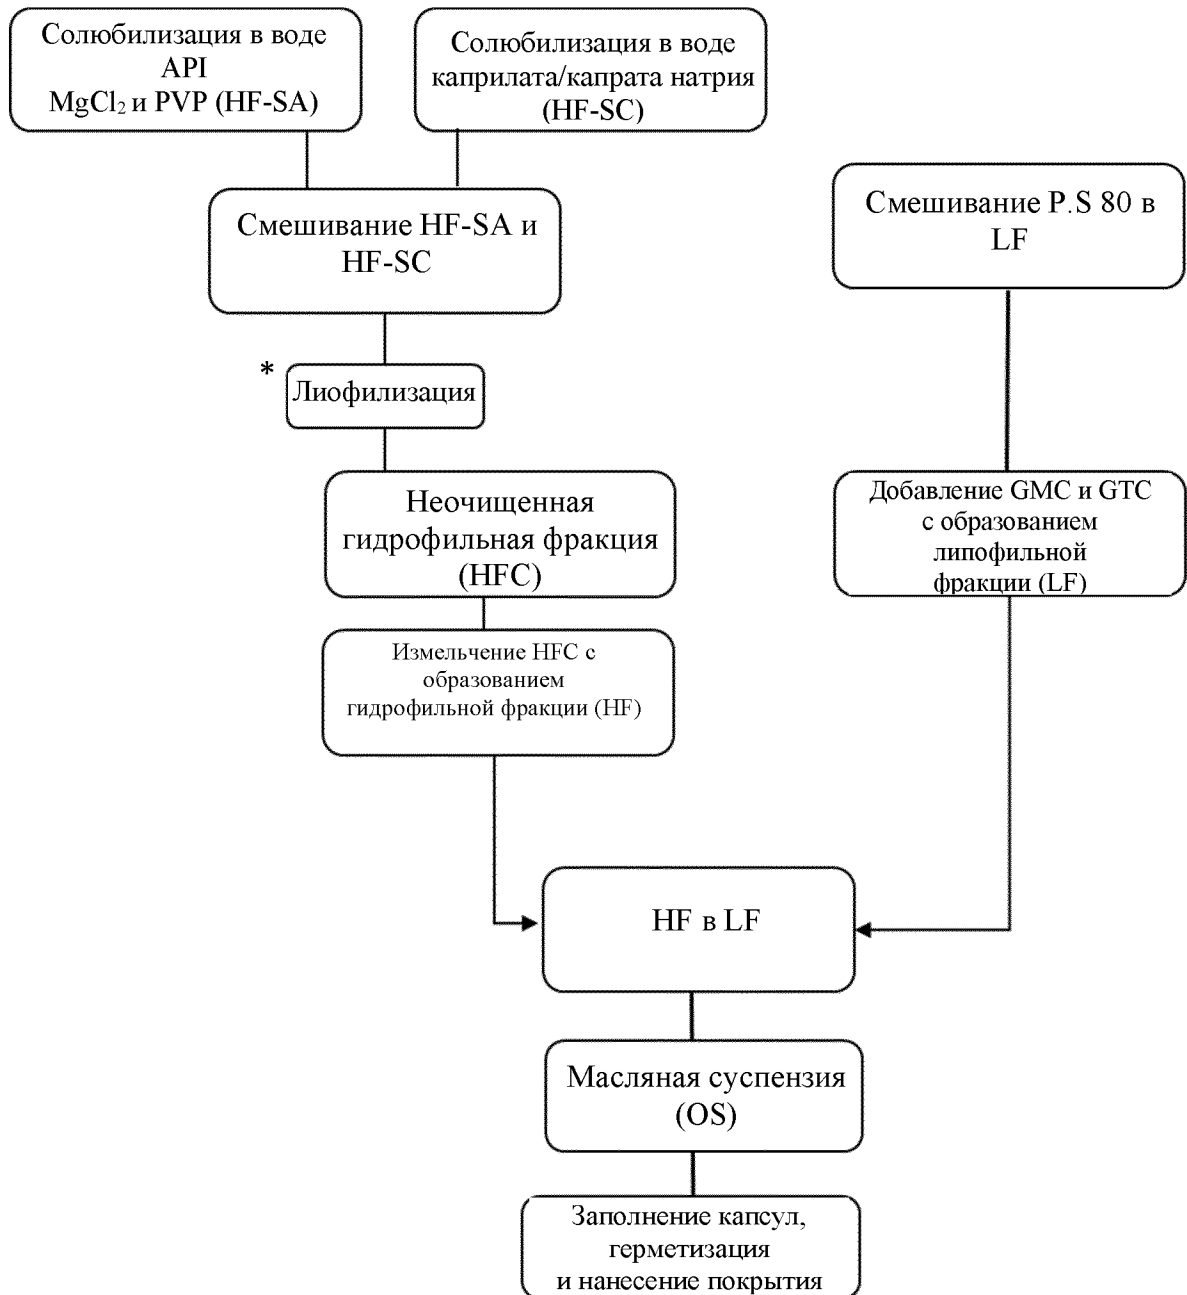 Солюбилизация в воде
API
MgCl₂ и PVP (HF-SA)
Солюбилизация в воде
каприлата/капрата натрия
(HF-SC)
Смешивание HF-SA и
HF-SC
Смешивание P.S 80 в
LF
*
Лиофилизация
Неочищенная
гидрофильная фракция
(HFC)
Добавление GMC и GTC
с образованием
липофильной
фракции (LF)
Измельчение HFC с
образованием
гидрофильной фракции (HF)
HF в LF
Масляная суспензия
(OS)
Заполнение капсул,
герметизация
и нанесение покрытия